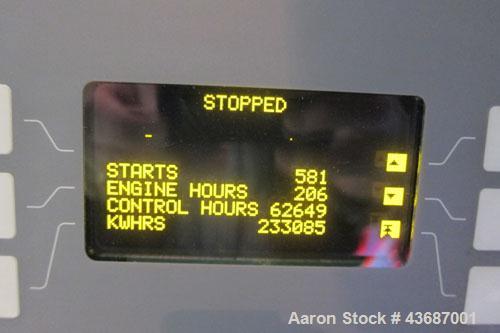 STOPPED
STARTS 581
ENGINE HOURS 206
CONTROL HOURS 62649
KWHRS 233085
Aaron Stock # 43687001